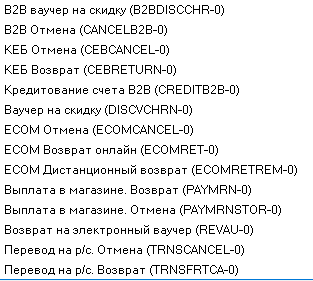 B2B ваучер на скидку (B2BDISCCHR-0)
B2B Отмена (CANCELB2B-0)
КЕБ Отмена (CEBCANCEL-0)
КЕБ Возврат (CEBRETURN-0)
Кредитование счета B2B (CREDITB2B-0)
Ваучер на скидку (DISCVCHRN-0)
ECOM Отмена (ECOMCANCEL-0)
ECOM Возврат онлайн (ECOMRET-0)
ECOM Дистанционный возврат (ECOMRETREM-0)
Выплата в магазине. Возврат (PAYMRN-0)
Выплата в магазине. Отмена (PAYMRNSTOR-0)
Возврат на электронный ваучер (REVAU-0)
Перевод на р/с. Отмена (TRNSCANCEL-0)
Перевод на р/с. Возврат (TRNSFRTCA-0)